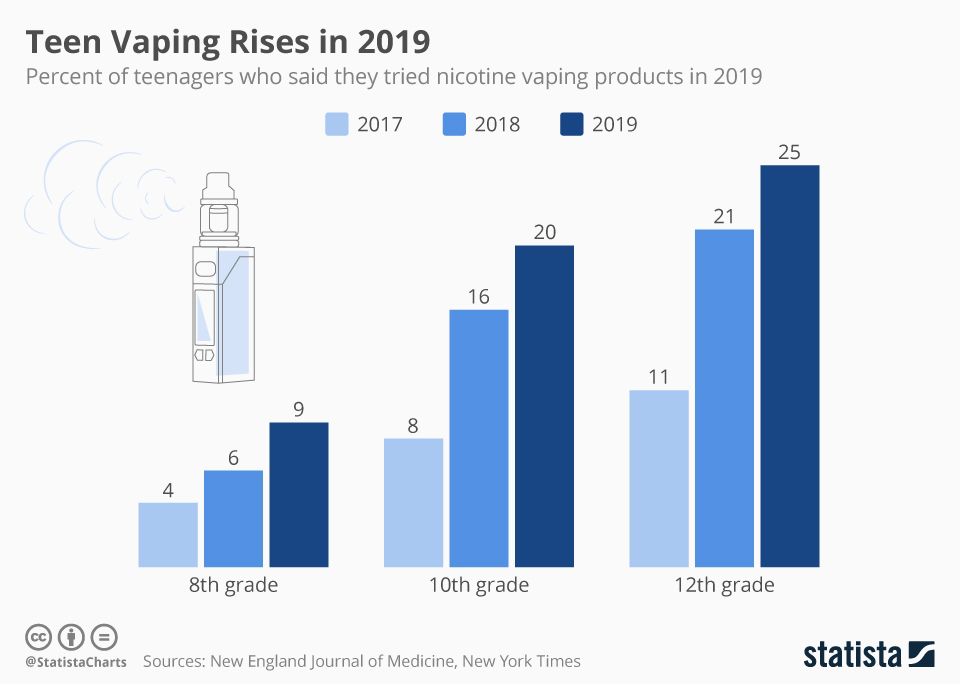 Teen Vaping Rises in 2019
Percent of teenagers who said they tried nicotine vaping products in 2019
2017 2018 2019
4 6 9
8 16 20
11 21 25
8th grade 10th grade 12th grade
cc
@StatistaCharts Sources: New England Journal of Medicine, New York Times
statista